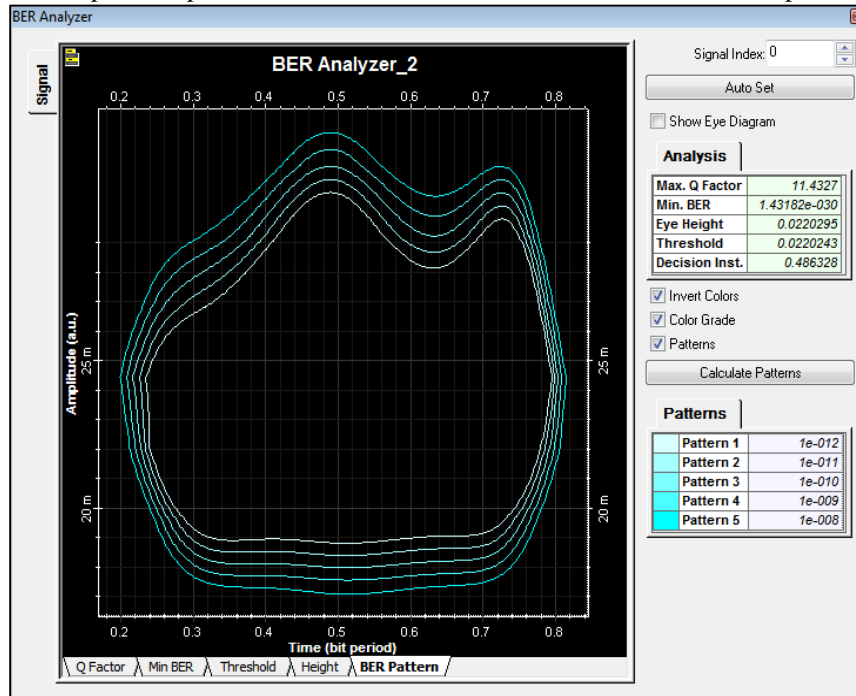 BER Analyzer
Signal
BER Analyzer_2
0.2 0.3 0.4 0.5 0.6 0.7 0.8
Amplitude (a.u.)
25 m
20 m
25 m
20 m
0.2 0.3 0.4 0.5 0.6 0.7 0.8
Time (bit period)
Q Factor Min BER Threshold Height BER Pattern
Signal Index: 0
Auto Set
Show Eye Diagram
Analysis
Max. Q Factor 11.4327
Min. BER 1.43182e-030
Eye Height 0.0220295
Threshold 0.0220243
Decision Inst. 0.486328
Invert Colors
Color Grade
Patterns
Calculate Patterns
Patterns
Pattern 1 1e-012
Pattern 2 1e-011
Pattern 3 1e-010
Pattern 4 1e-009
Pattern 5 1e-008